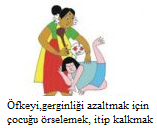 Öfkeyi,gerginliği azaltmak için
çocuğu örselemek, itip kalkmak